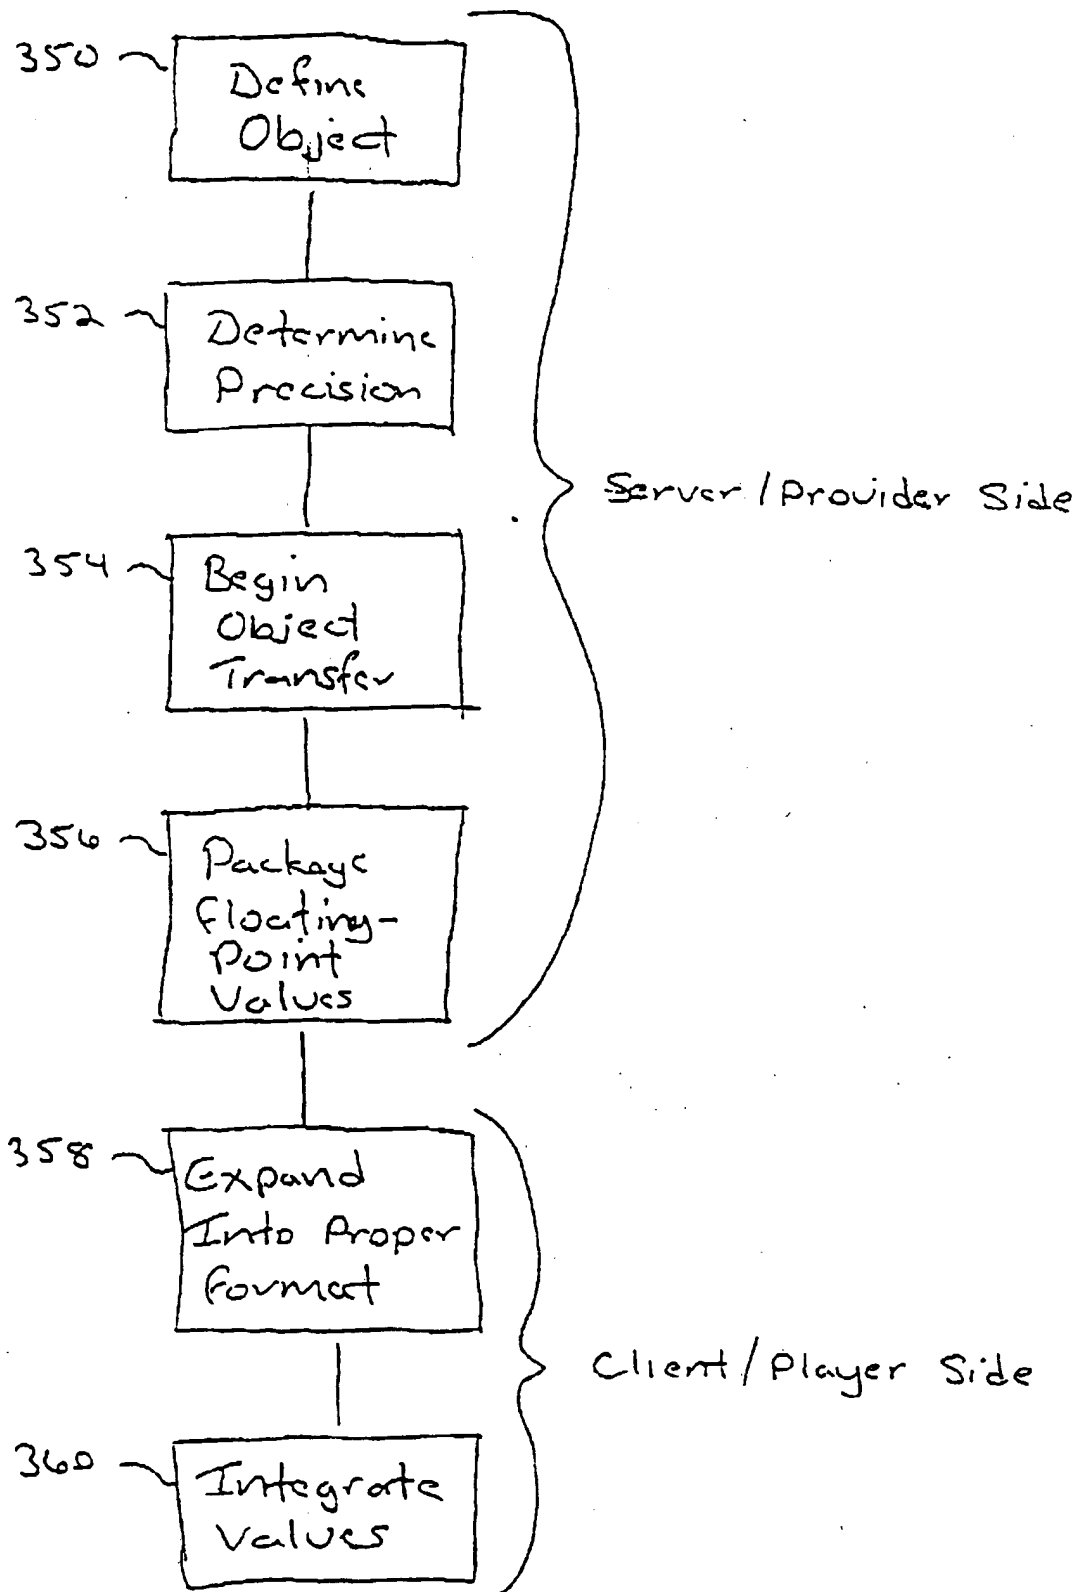 350
Define
Object
352
Determine
Precision
Server / Provider Side
354
Begin
Object
Transfer
356
Package
Floating-
Point
Values
358
Expand
Into Proper
Format
Client / Player Side
360
Integrate
Values